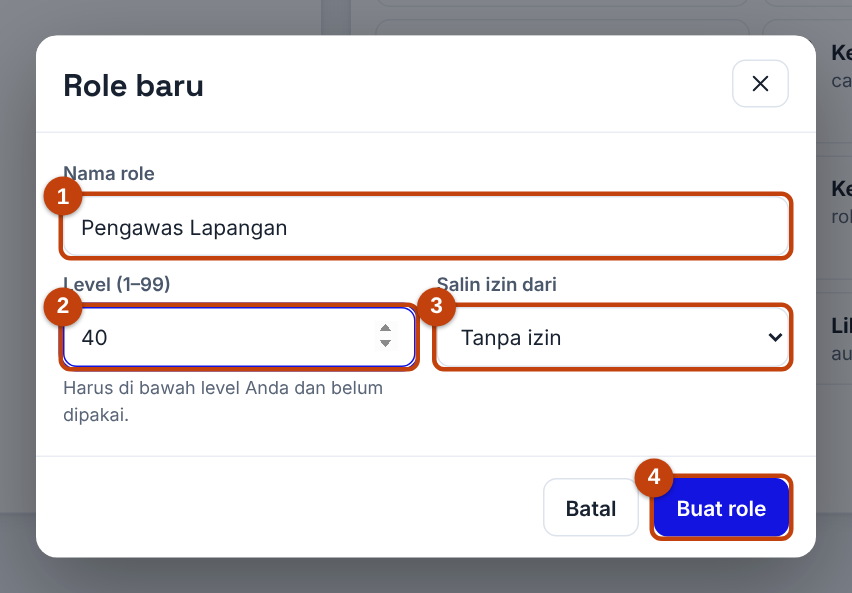 Role baru
Nama role
1
Pengawas Lapangan
Level (1–99)
Salin izin dari
2
3
40
Tanpa izin
Harus di bawah level Anda dan belum
dipakai.
4
Batal
Buat role